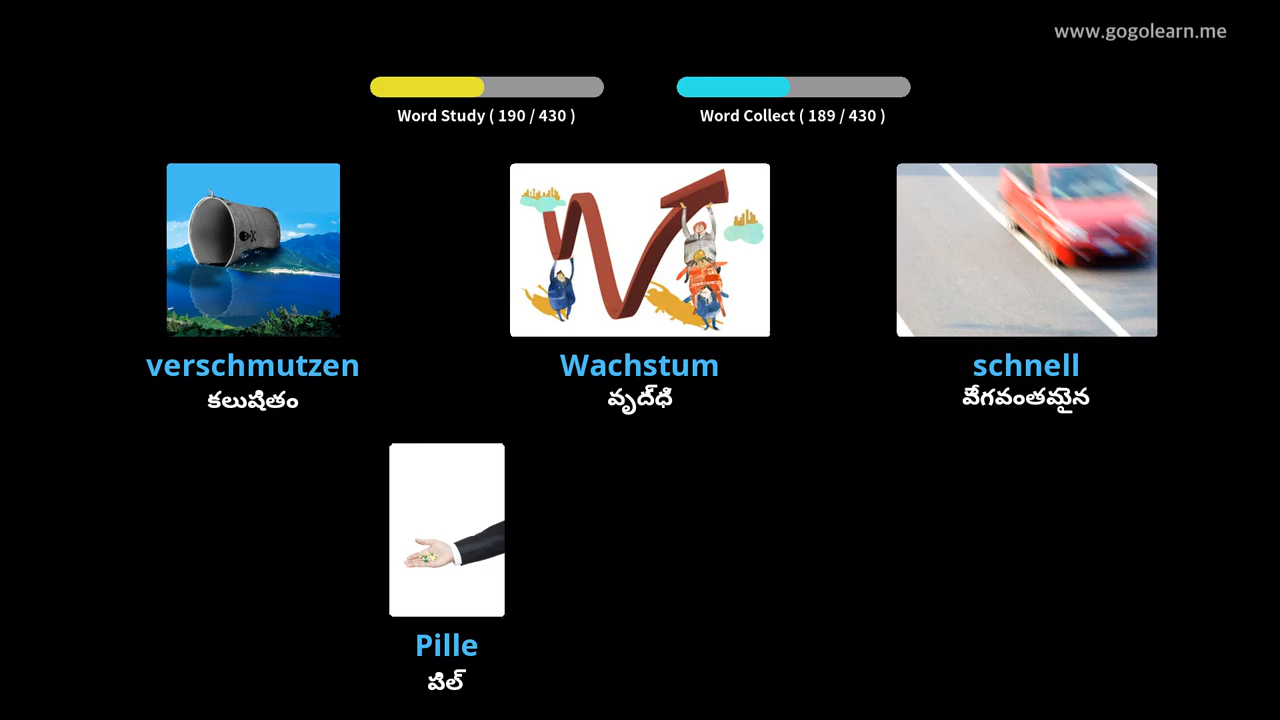 www.gogolearn.me
Word Study ( 190 / 430 )
Word Collect ( 189 / 430 )
verschmutzen
కలుషితం
Wachstum
వృద్ధి
schnell
వేగవంతమైన
Pille
పిల్